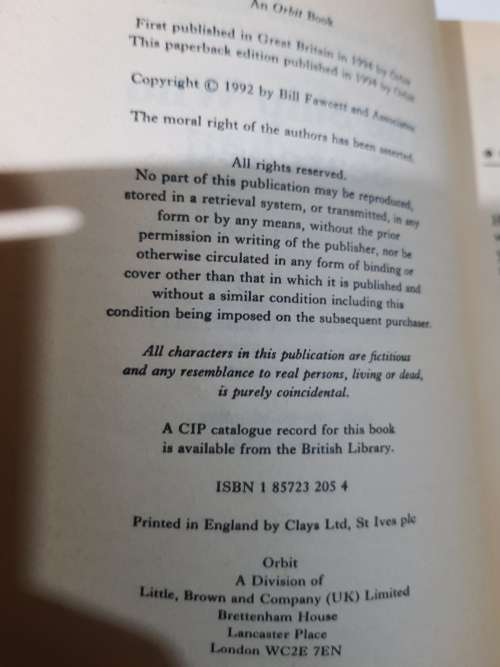 An Orbit Book
First published in Great Britain in 1994 by Orbit
This paperback edition published in 1994 by Orbit
Copyright © 1992 by Bill Fawcett and Associates
The moral right of the authors has been asserted.
All rights reserved.
No part of this publication may be reproduced,
stored in a retrieval system, or transmitted, in any
form or by any means, without the prior
permission in writing of the publisher, nor be
otherwise circulated in any form of binding or
cover other than that in which it is published and
without a similar condition including this
condition being imposed on the subsequent purchaser.
All characters in this publication are fictitious
and any resemblance to real persons, living or dead,
is purely coincidental.
A CIP catalogue record for this book
is available from the British Library.
ISBN 1 85723 205 4
Printed in England by Clays Ltd, St Ives plc
Orbit
A Division of
Little, Brown and Company (UK) Limited
Brettenham House
Lancaster Place
London WC2E 7EN